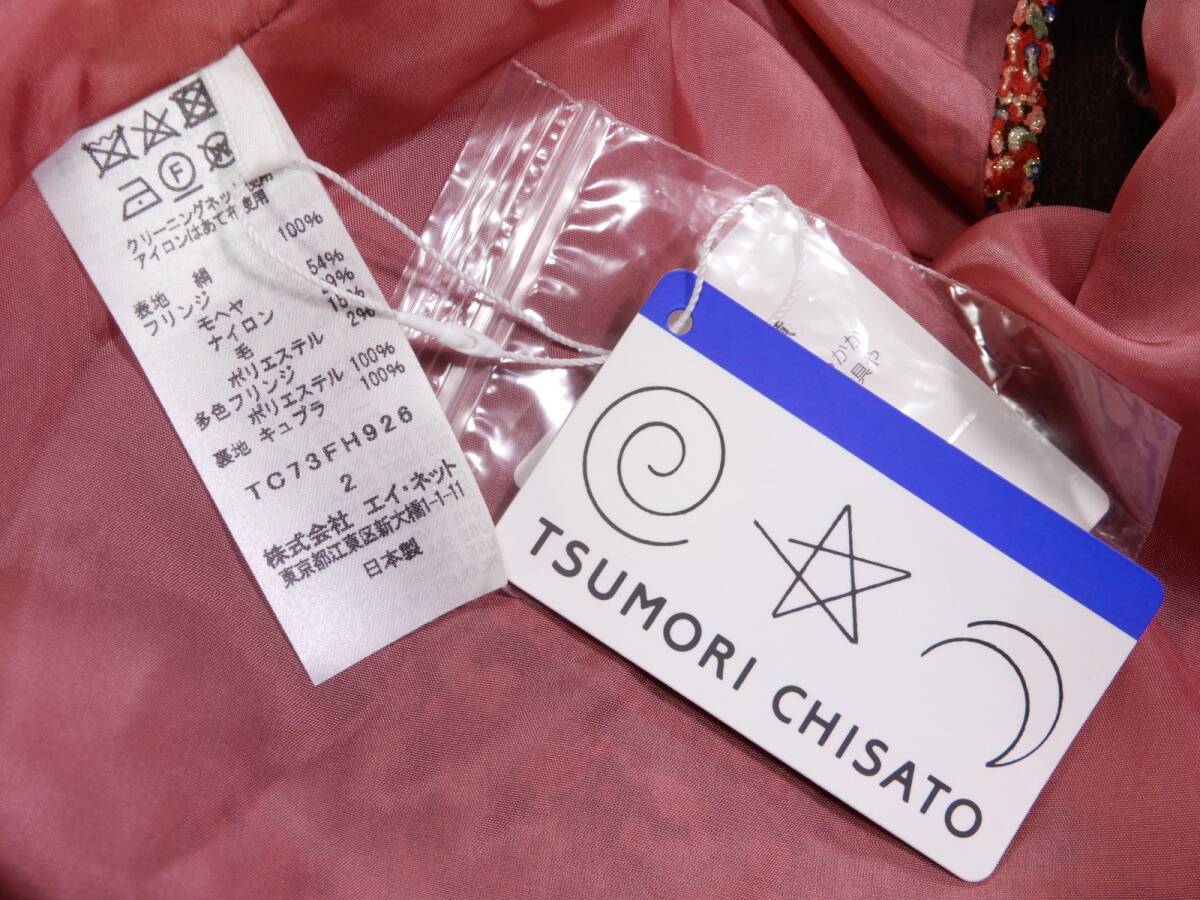 F
クリーニングネット使用
アイロンはあて布使用
表地 絹 100%
フリンジ
モヘヤ 54%
ナイロン
毛
ポリエステル 2%
多色フリンジ
ポリエステル 100%
裏地 キュプラ 100%
TC73FH926
2
株式会社 エイ・ネット
東京都江東区新大橋1-1-11
日本製
TSUMORI CHISATO